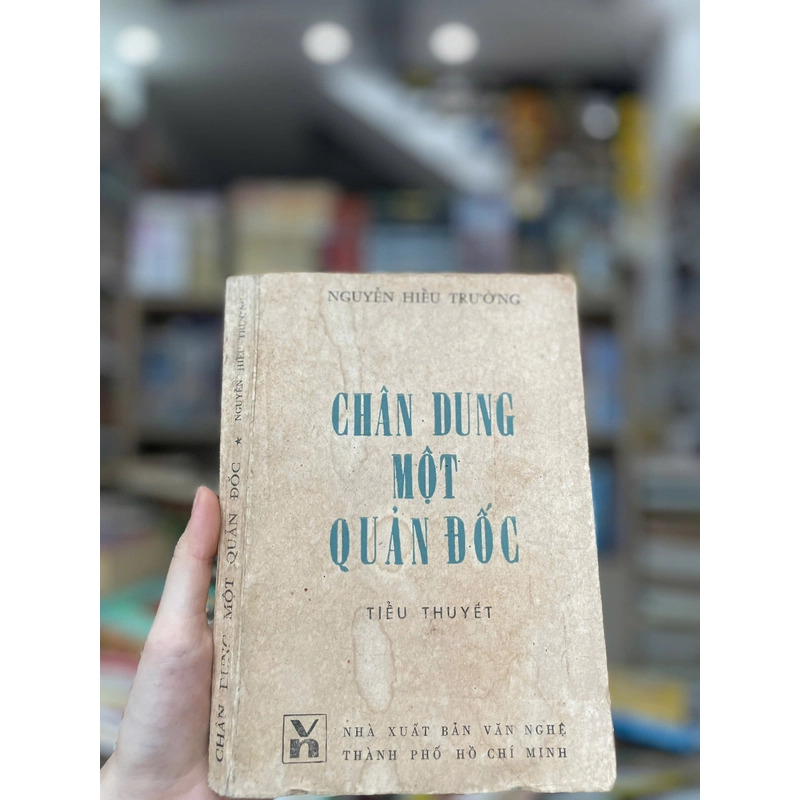 NGUYỄN HIẾU TRƯỜNG
CHÂN DUNG
MỘT
QUẢN ĐỐC
TIỂU THUYẾT
Vn
NHÀ XUẤT BẢN VĂN NGHỆ
THÀNH PHỐ HỒ CHÍ MINH
CHÂN DUNG MỘT QUẢN ĐỐC ★ NGUYỄN HIẾU TRƯỜNG